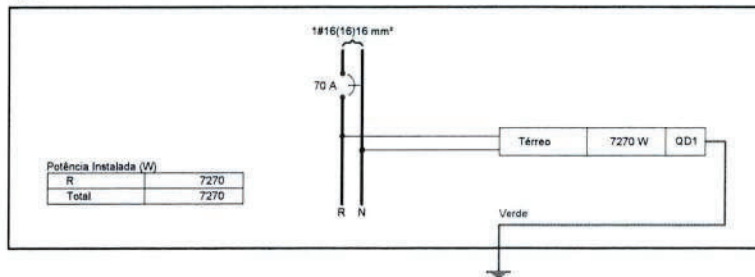 1#16(16)16 mm²
70 A
Térreo 7270 W QD1
Potência Instalada (W)
R 7270
Total 7270
R N
Verde